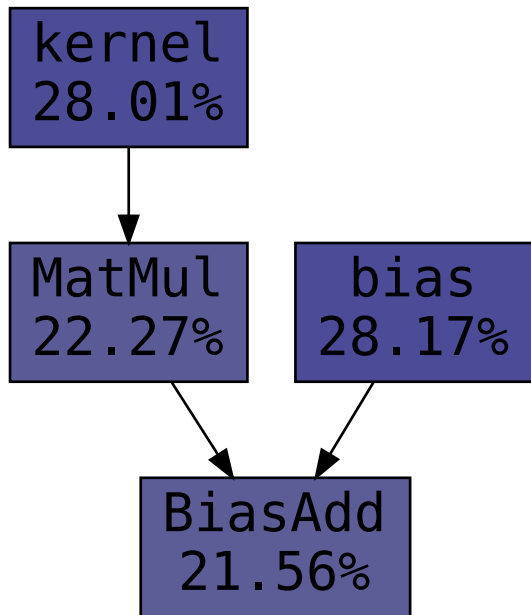 kernel
28.01%
MatMul
22.27%
bias
28.17%
BiasAdd
21.56%